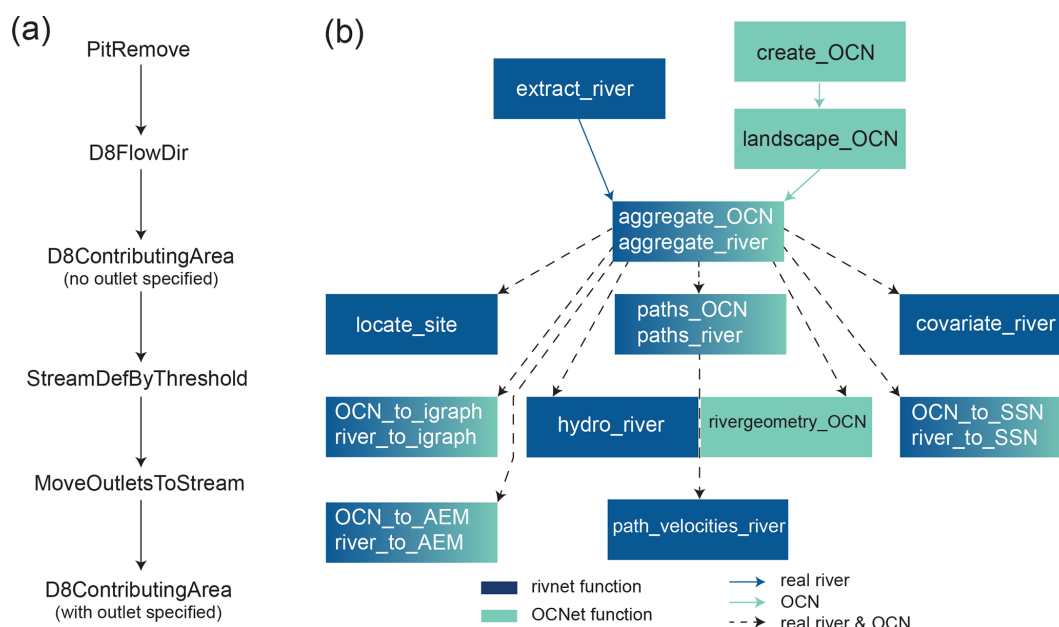 (a)
PitRemove
D8FlowDir
D8ContributingArea
(no outlet specified)
StreamDefByThreshold
MoveOutletsToStream
D8ContributingArea
(with outlet specified)
(b)
create_OCN
extract_river
landscape_OCN
aggregate_OCN
aggregate_river
locate_site
paths_OCN
paths_river
covariate_river
OCN_to_igraph
river_to_igraph
hydro_river
rivergeometry_OCN
OCN_to_SSN
river_to_SSN
OCN_to_AEM
river_to_AEM
path_velocities_river
rivnet function
OCNet function
real river
OCN
real river & OCN